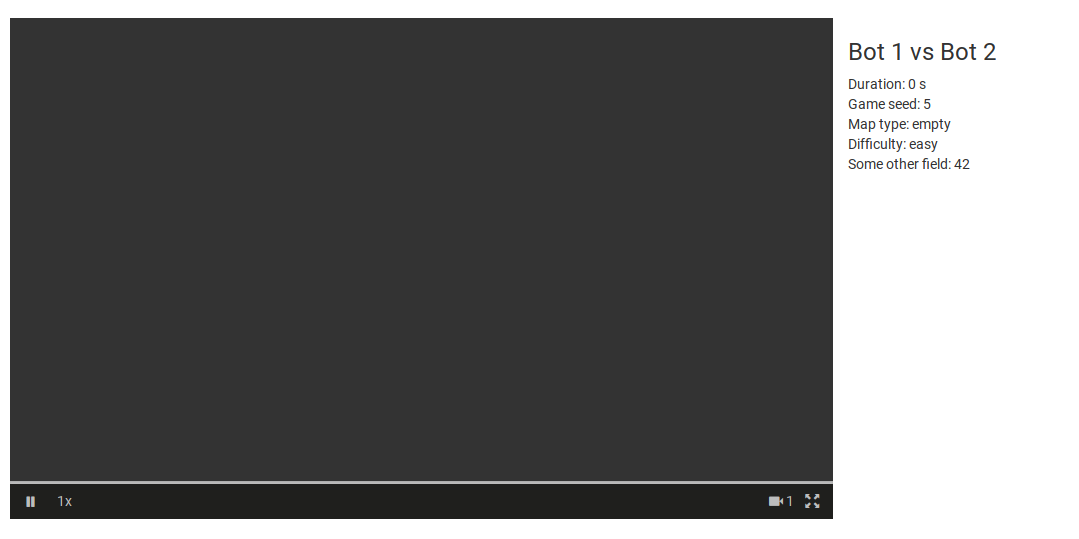 Bot 1 vs Bot 2
Duration: 0 s
Game seed: 5
Map type: empty
Difficulty: easy
Some other field: 42
1x
1